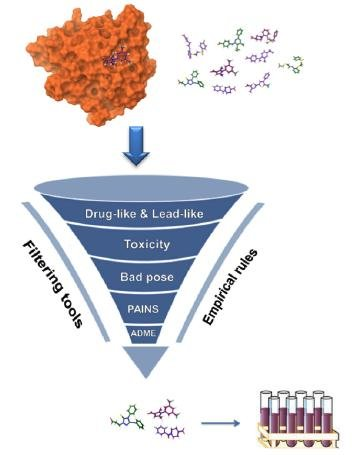 Drug-like & Lead-like
Toxicity
Bad pose
PAINS
ADME
Filtering tools
Empirical rules